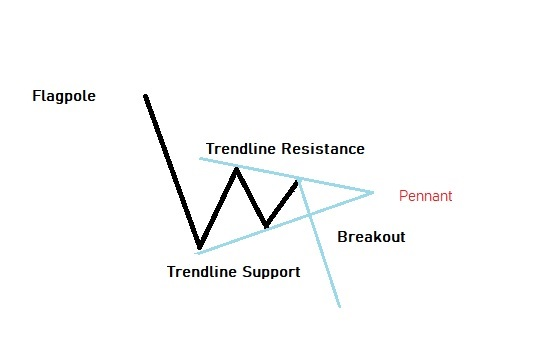 Flagpole
Trendline Resistance
Pennant
Breakout
Trendline Support